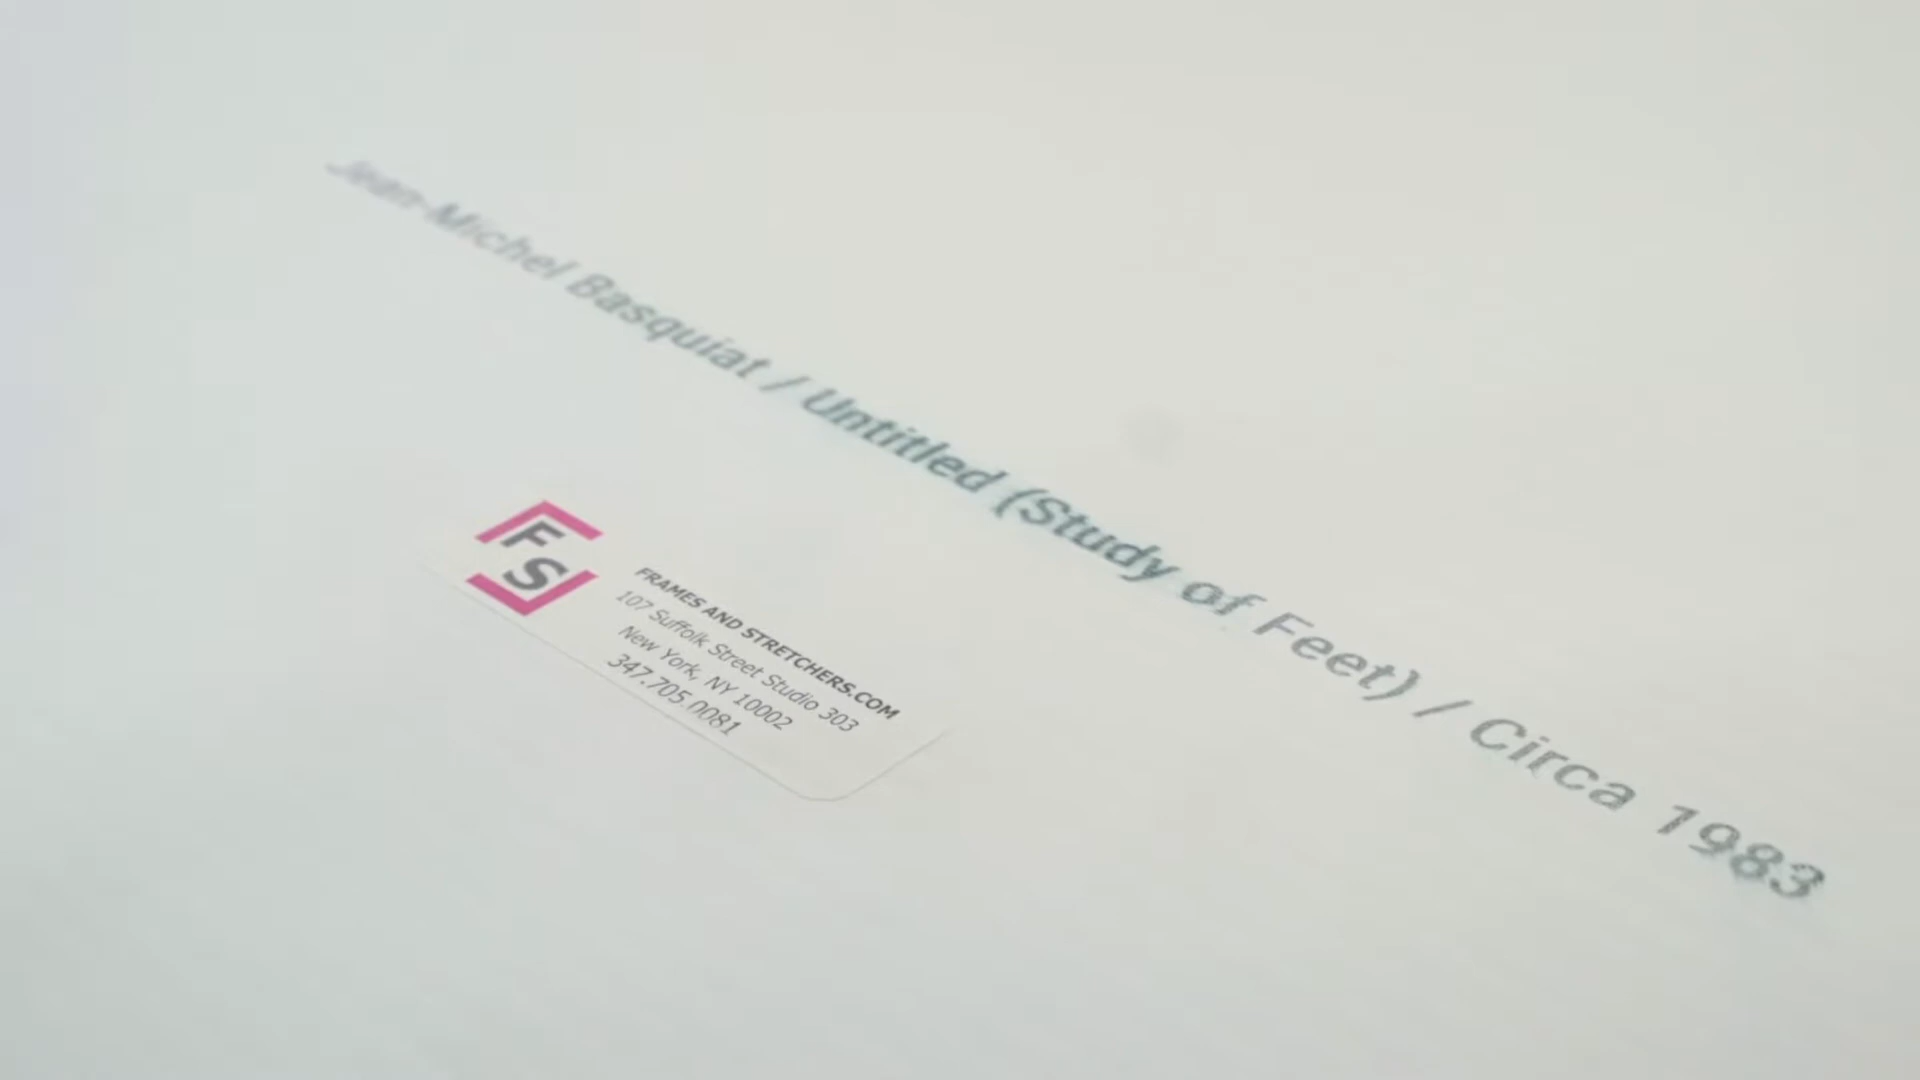 Jean-Michel Basquiat / Untitled (Study of Feet) / Circa 1983
FS
FRAMES AND STRETCHERS.COM
107 Suffolk Street Studio 303
New York, NY 10002
347.705.0081